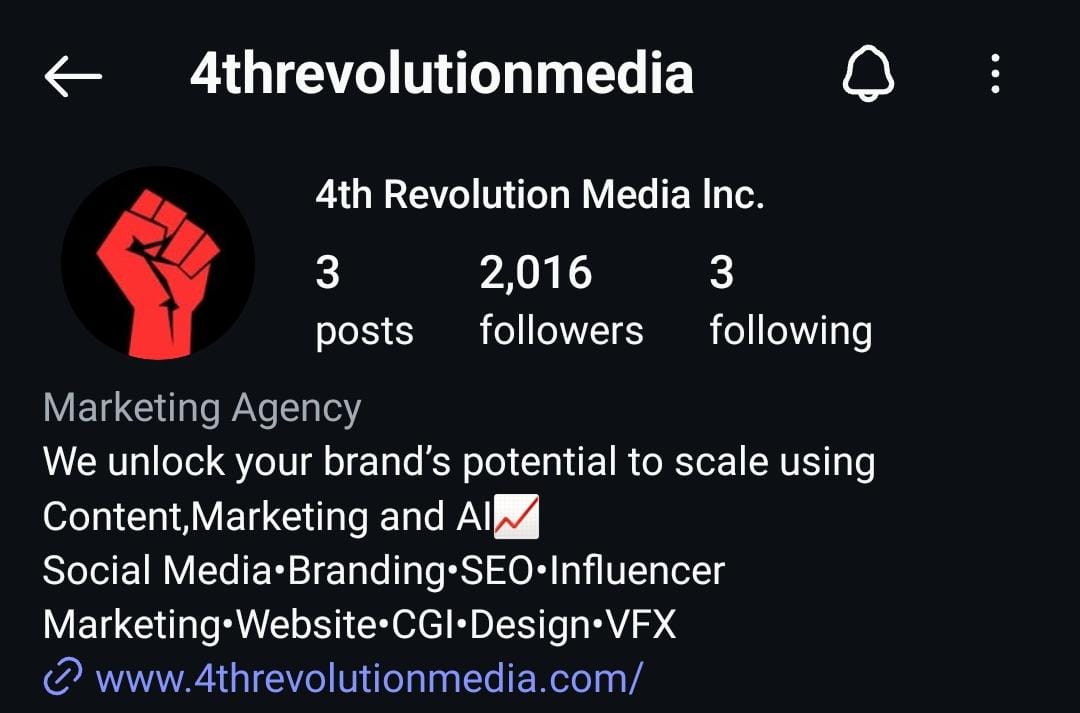 4threvolutionmedia
4th Revolution Media lnc.
3 2,016 3
posts followers following
Marketing Agency
We unlock your brand’s potential to scale using
Content,Marketing and AI📈
Social Media•Branding•SEO•Influencer
Marketing•Website•CGI•Design•VFX
www.4threvolutionmedia.com/